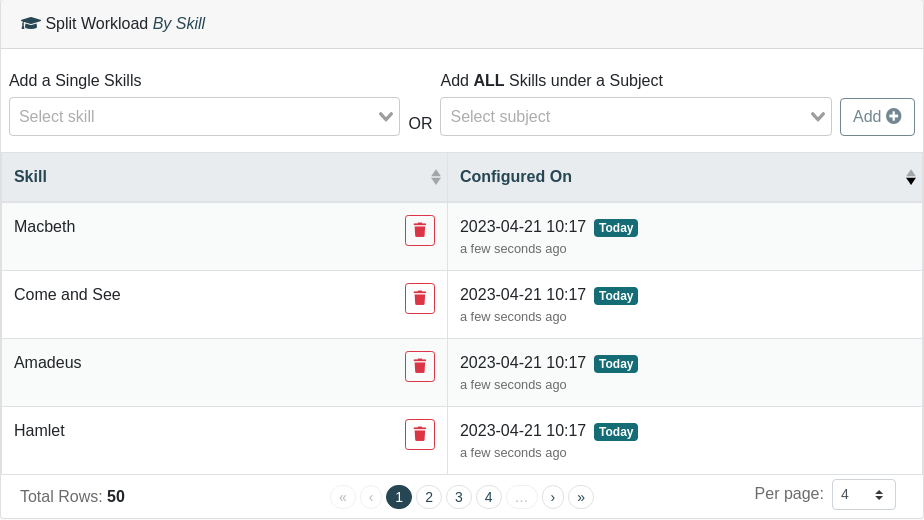 Split Workload By Skill
Add a Single Skills
Add ALL Skills under a Subject
Select skill
OR
Select subject
Add
Skill
Configured On
Macbeth
2023-04-21 10:17 Today
a few seconds ago
Come and See
2023-04-21 10:17 Today
a few seconds ago
Amadeus
2023-04-21 10:17 Today
a few seconds ago
Hamlet
2023-04-21 10:17 Today
a few seconds ago
Total Rows: 50
« ‹ 1 2 3 4 … › »
Per page: 4